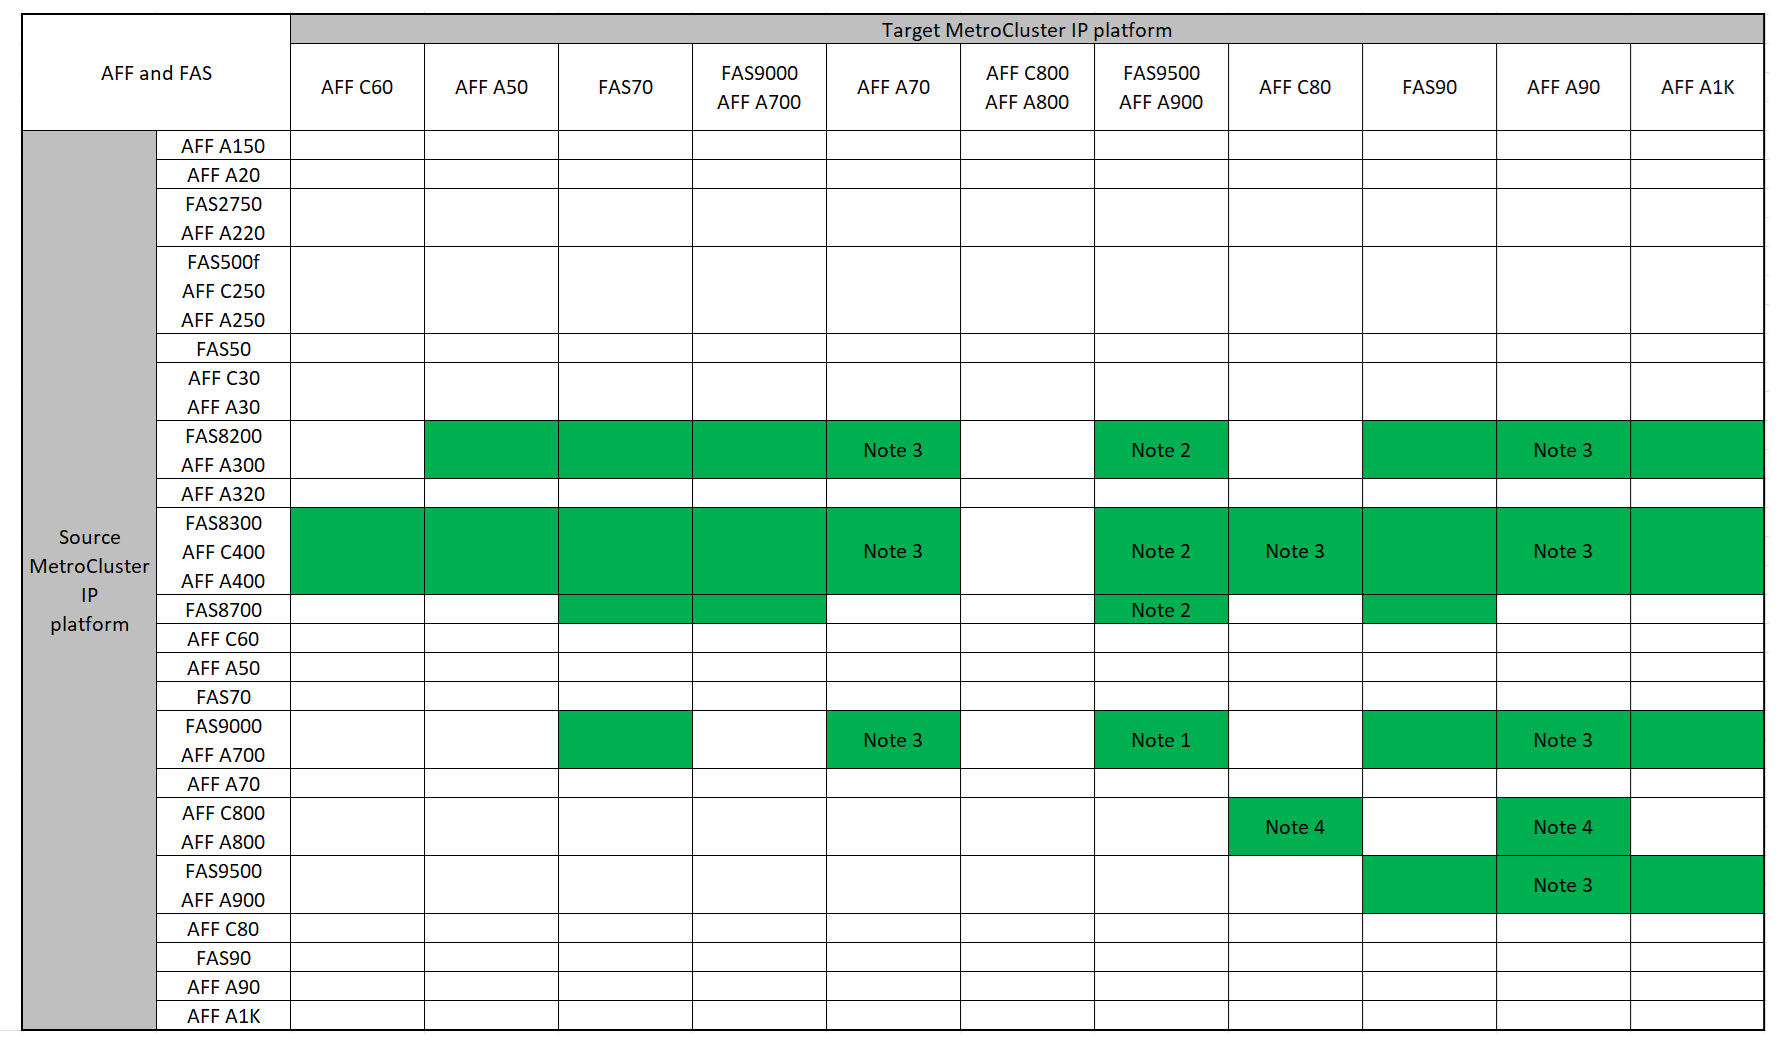 Target MetroCluster IP platform
AFF and FAS
AFF C60
AFF A50
FAS70
FAS9000
AFF A700
AFF A70
AFF C800
AFF A800
FAS9500
AFF A900
AFF C80
FAS90
AFF A90
AFF A1K
Source
MetroCluster
IP
platform
AFF A150
AFF A20
FAS2750
AFF A220
FAS500f
AFF C250
AFF A250
FAS50
AFF C30
AFF A30
FAS8200
AFF A300
Note 3
Note 2
Note 3
AFF A320
FAS8300
AFF C400
AFF A400
Note 3
Note 2
Note 3
Note 3
FAS8700
Note 2
AFF C60
AFF A50
FAS70
FAS9000
AFF A700
Note 3
Note 1
Note 3
AFF A70
AFF C800
AFF A800
Note 4
Note 4
FAS9500
AFF A900
Note 3
AFF C80
FAS90
AFF A90
AFF A1K